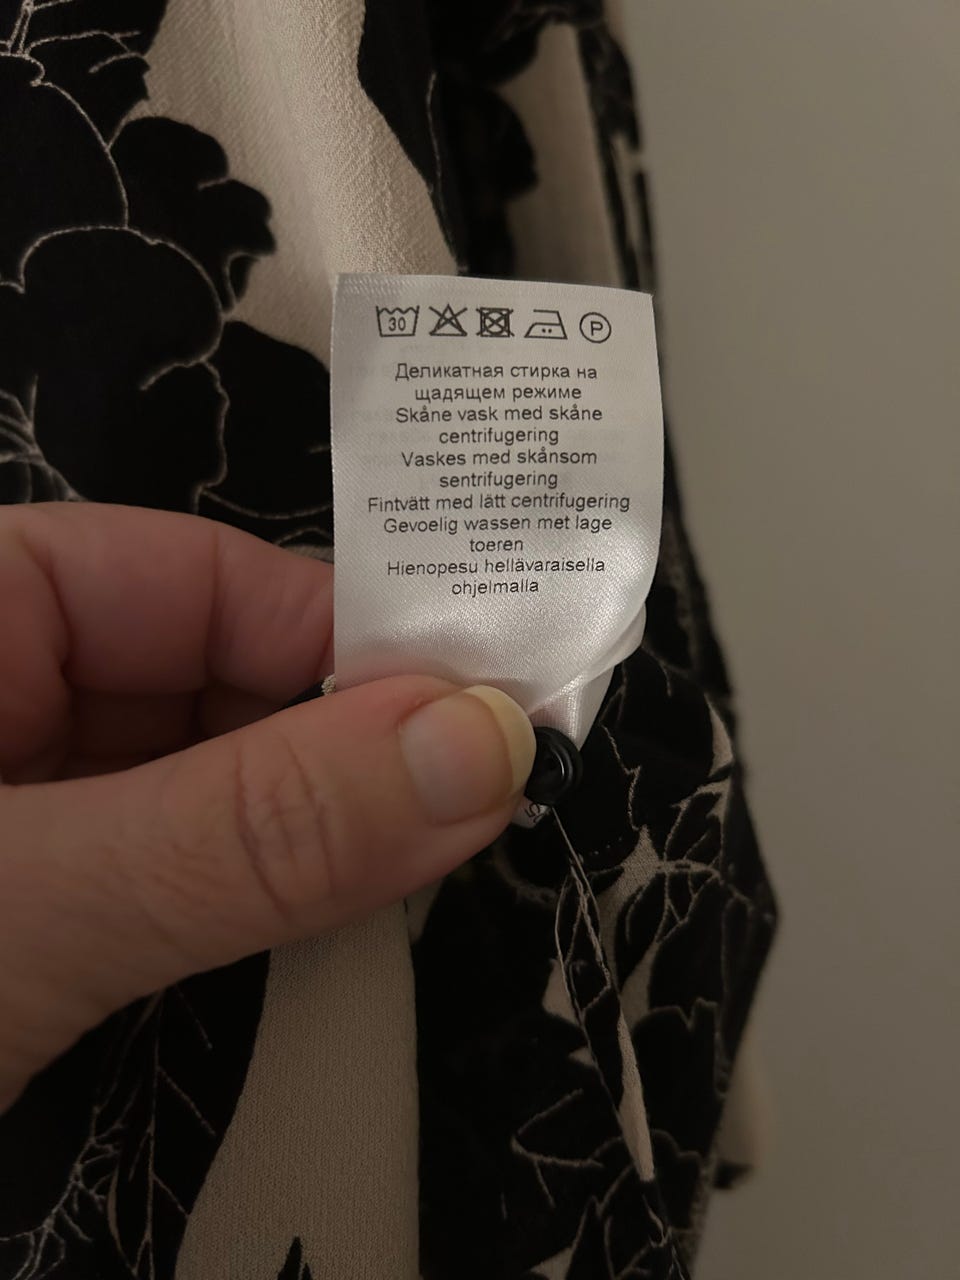 30 P
Деликатная стирка на
щадящем режиме
Skåne vask med skåne
centrifugering
Vaskes med skånsom
sentrifugering
Fintvätt med lätt centrifugering
Gevoelig wassen met lage
toeren
Hienopesu hellävaraisella
ohjelmalla